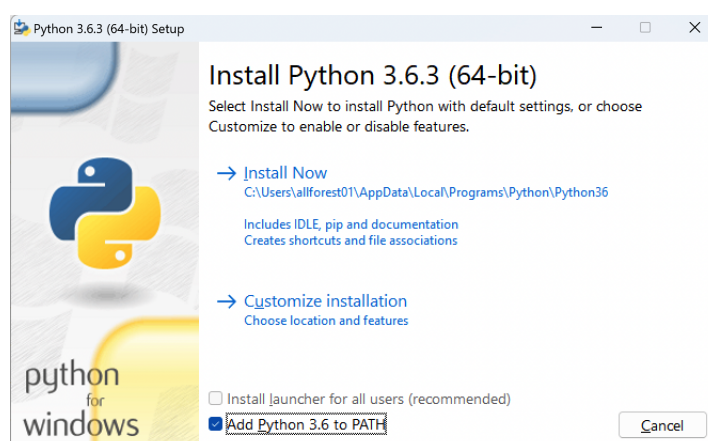 Python 3.6.3 (64-bit) Setup
Install Python 3.6.3 (64-bit)
Select Install Now to install Python with default settings, or choose
Customize to enable or disable features.
Install Now
C:\Users\allforest01\AppData\Local\Programs\Python\Python36
Includes IDLE, pip and documentation
Creates shortcuts and file associations
Customize installation
Choose location and features
python
for
windows
Install launcher for all users (recommended)
Add Python 3.6 to PATH
Cancel